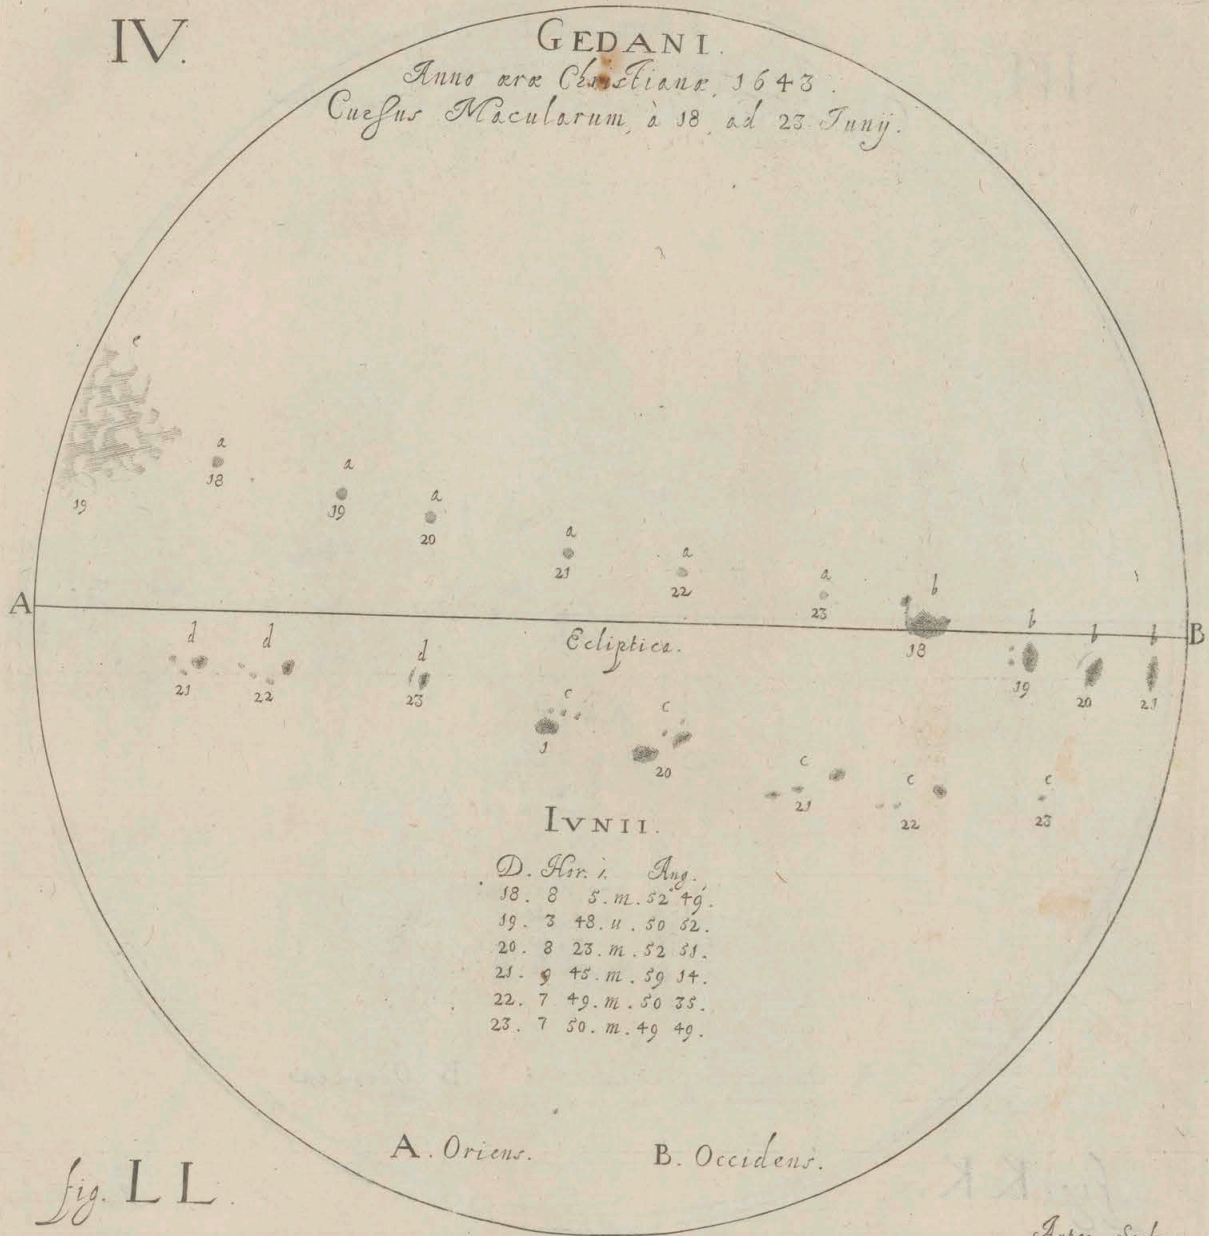 IV.
GEDANI.
Anno æræ Christianæ, 1643.
Cursus Macularum, à 18, ad 23 Junij.
e
19
a
18
a
19
a
20
a
21
a
22
a
23
b
18
b
19
b
20
b
21
A
B
Ecliptica.
d
21
d
22
d
23
c
1
c
20
c
21
c
22
c
23
IVNII.
D. Hor. i. Ang.
18. 8 5. m. 52° 49'.
19. 3 48. u. 50 52.
20. 8 23. m. 52 51.
21. 9 45. m. 59 14.
22. 7 49. m. 50 35.
23. 7 50. m. 49 49.
A. Oriens.
B. Occidens.
fig. LL.